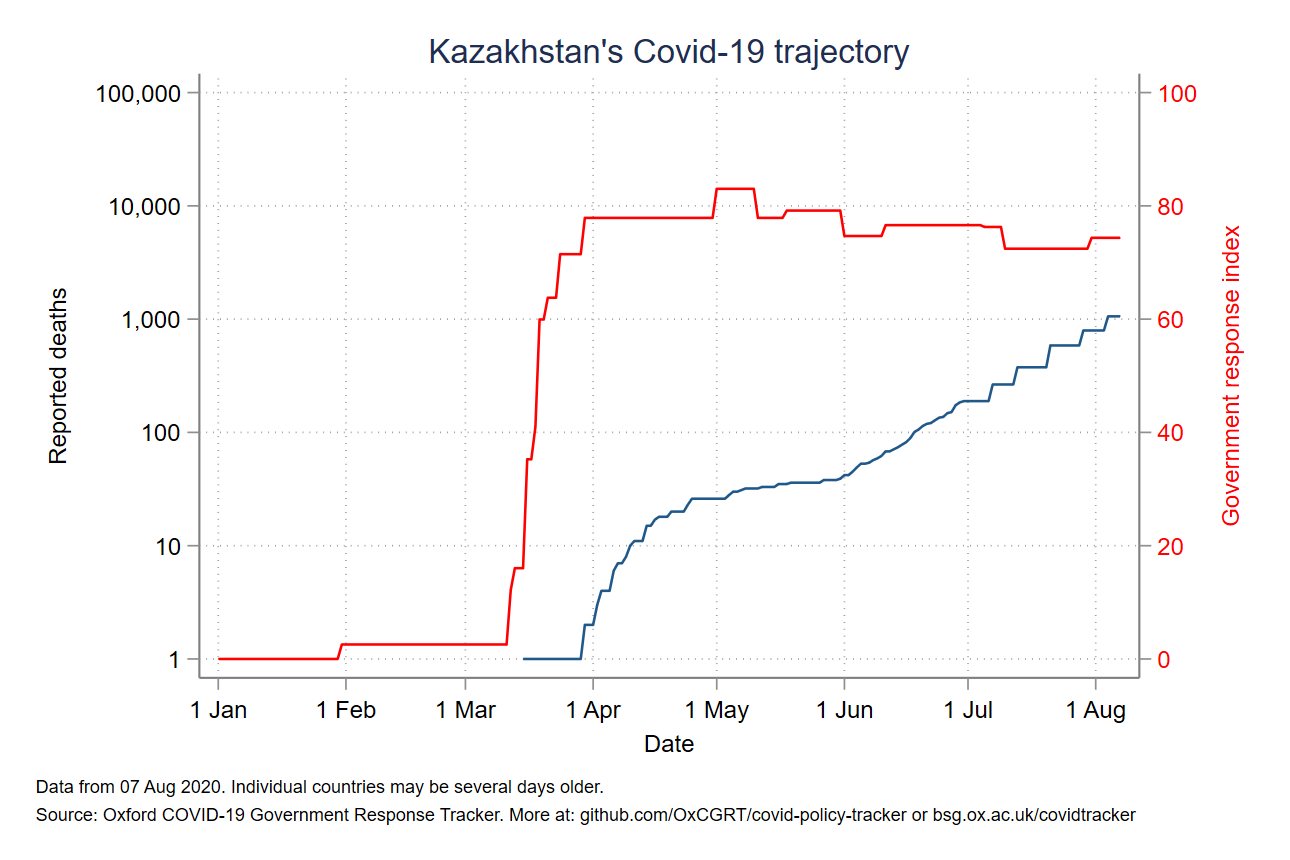 Kazakhstan's Covid-19 trajectory
100,000
10,000
1,000
100
10
1
Reported deaths
100
80
60
40
20
0
Government response index
1 Jan 1 Feb 1 Mar 1 Apr 1 May 1 Jun 1 Jul 1 Aug
Date
Data from 07 Aug 2020. Individual countries may be several days older.
Source: Oxford COVID-19 Government Response Tracker. More at: github.com/OxCGRT/covid-policy-tracker or bsg.ox.ac.uk/covidtracker